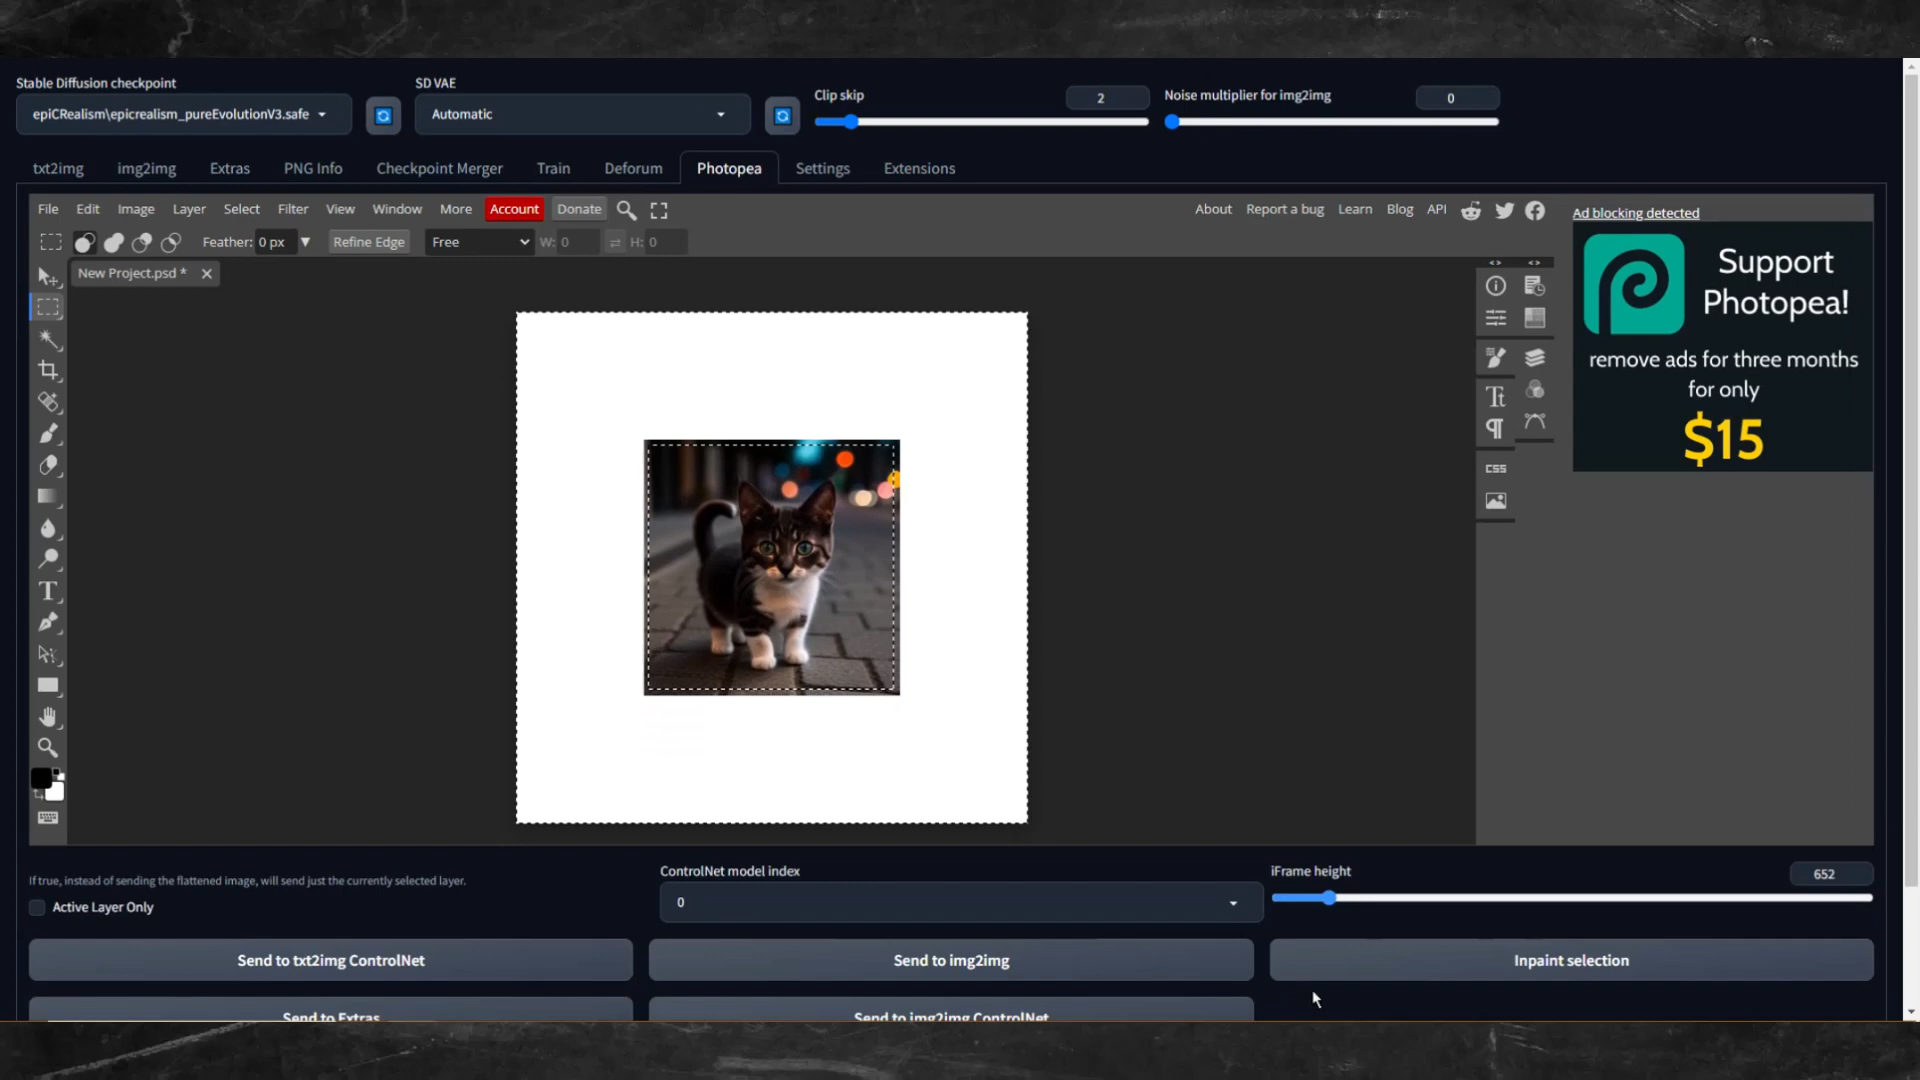 Stable Diffusion checkpoint
epiCRealism\epicrealism_pureEvolutionV3.safe
SD VAE
Automatic
Clip skip
2
Noise multiplier for img2img
0
txt2img img2img Extras PNG Info Checkpoint Merger Train Deforum Photopea Settings Extensions
File Edit Image Layer Select Filter View Window More Account Donate
About Report a bug Learn Blog API
Feather: 0 px Refine Edge Free W: 0 H: 0
New Project.psd *
Ad blocking detected
Support
Photopea!
remove ads for three months
for only
$15
CSS
If true, instead of sending the flattened image, will send just the currently selected layer.
Active Layer Only
ControlNet model index
0
iFrame height
652
Send to txt2img ControlNet
Send to img2img
Inpaint selection
Send to Extras
Send to img2img ControlNet